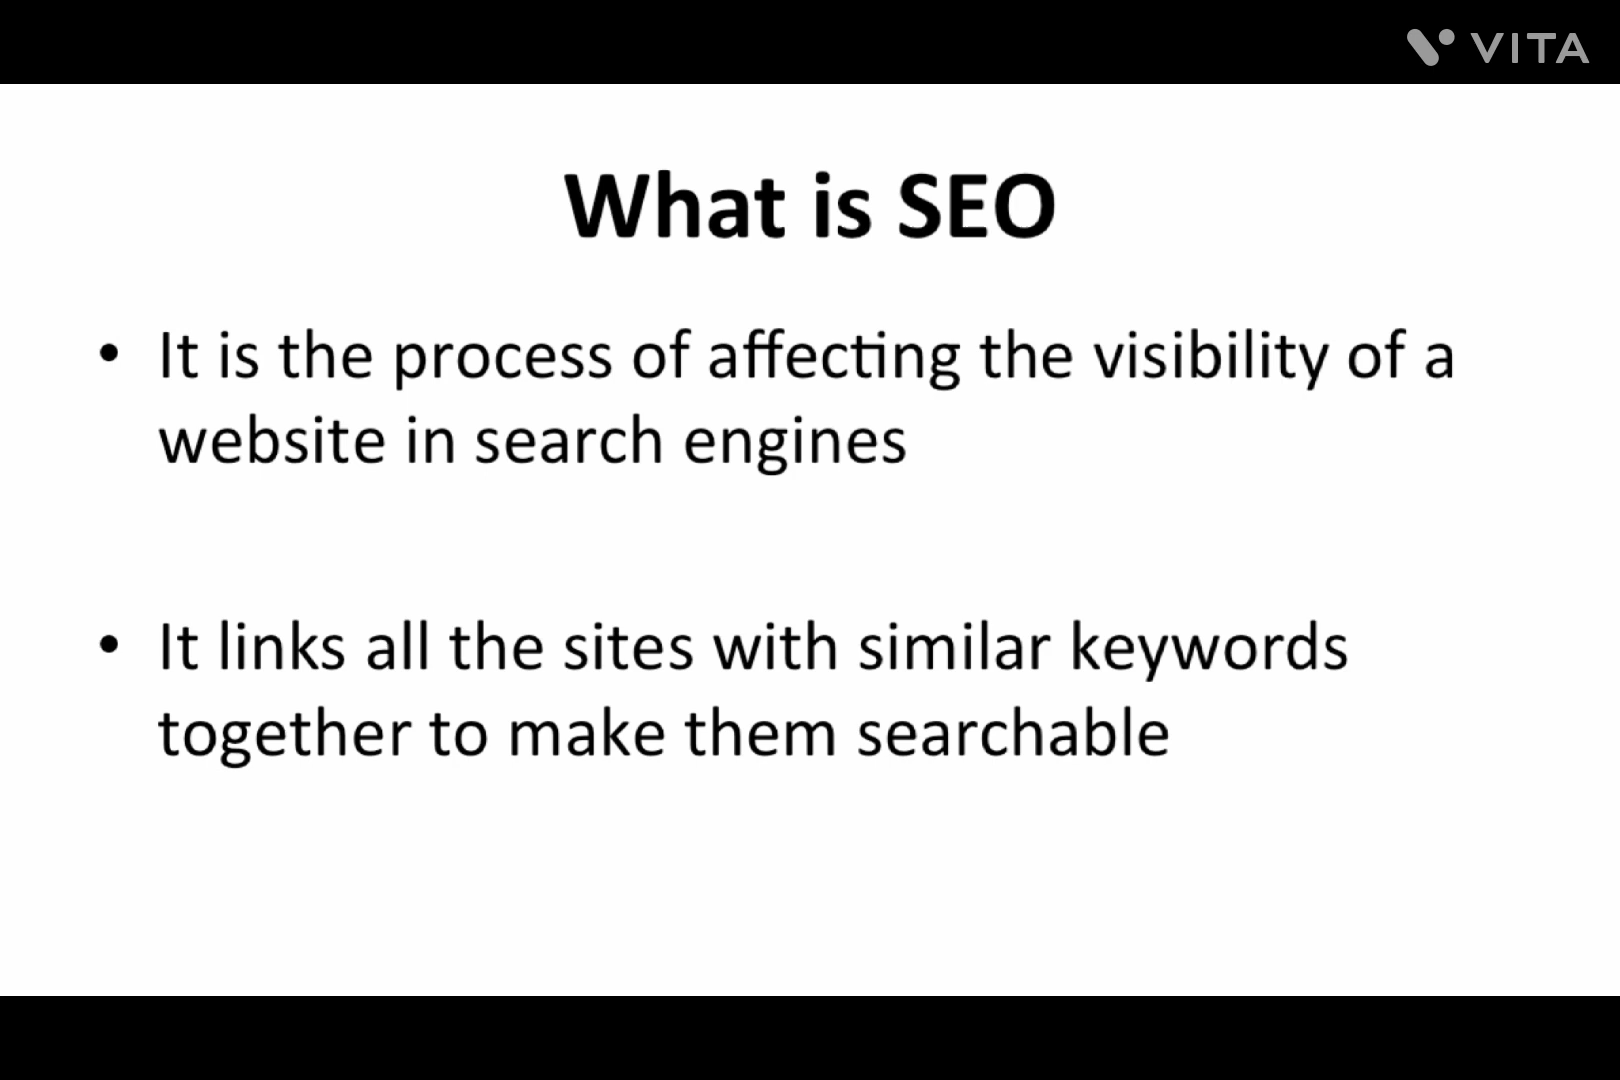 VITA
What is SEO
• It is the process of affecting the visibility of a
website in search engines
• It links all the sites with similar keywords
together to make them searchable